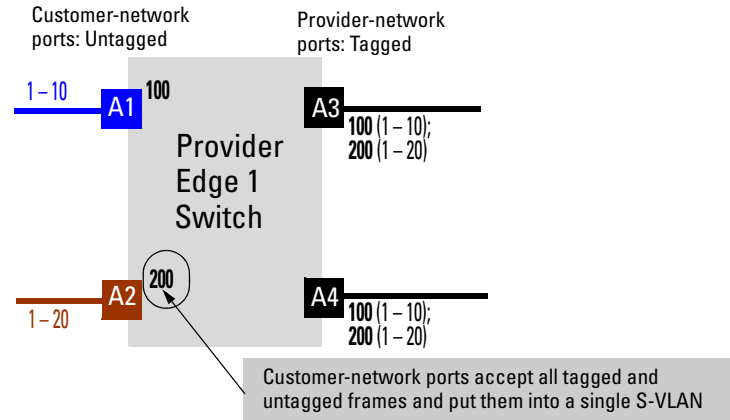 Customer-network
ports: Untagged
Provider-network
ports: Tagged
1 – 10
A1
100
A3
100 (1 – 10);
200 (1 – 20)
Provider
Edge 1
Switch
200
A2
1 – 20
A4
100 (1 – 10);
200 (1 – 20)
Customer-network ports accept all tagged and
untagged frames and put them into a single S-VLAN